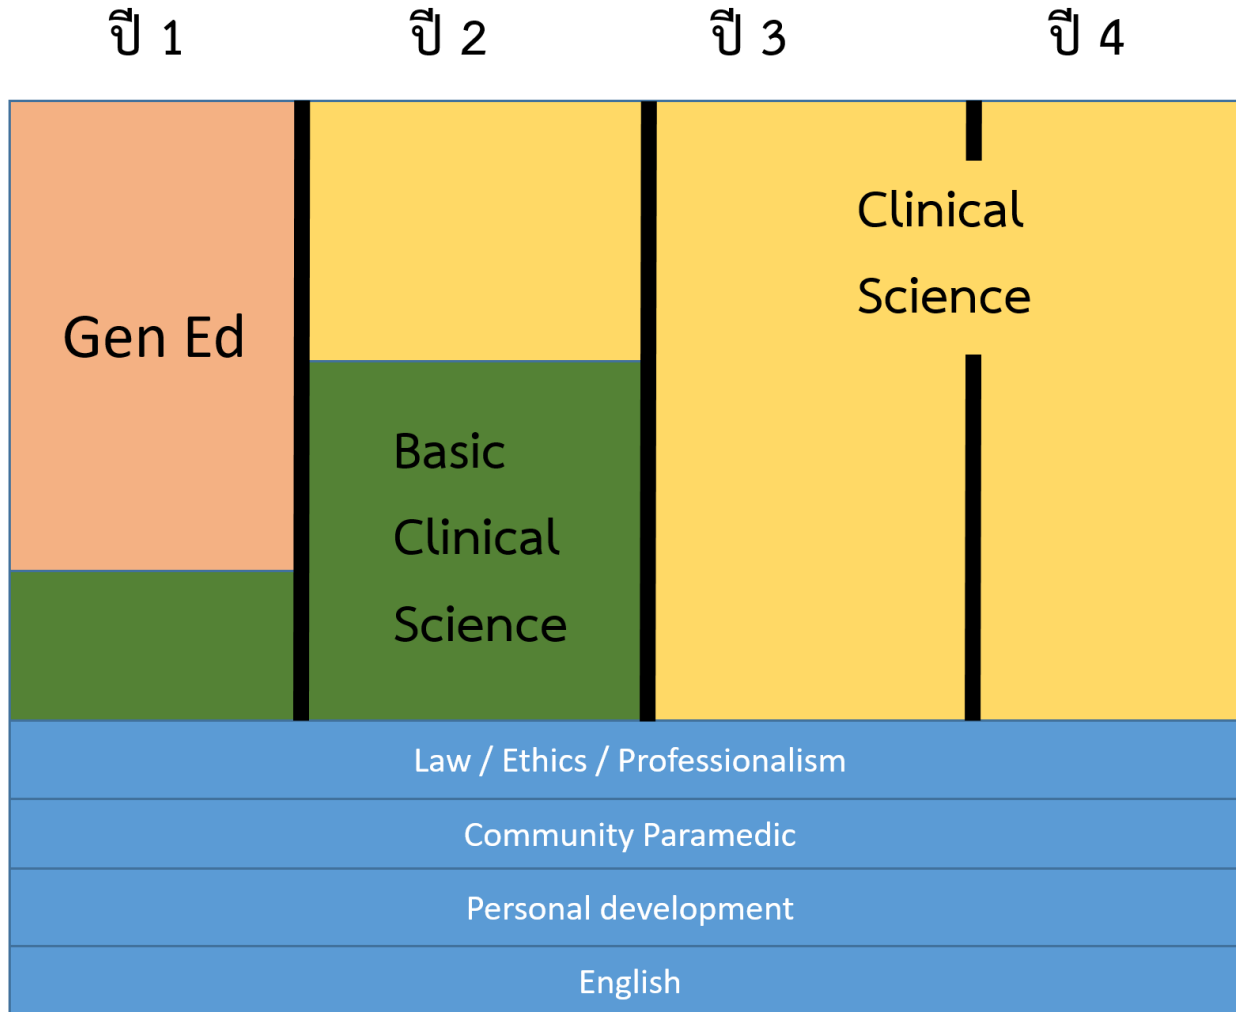 ปี 1 ปี 2 ปี 3 ปี 4
Gen Ed
Basic
Clinical
Science
Clinical
Science
Law / Ethics / Professionalism
Community Paramedic
Personal development
English